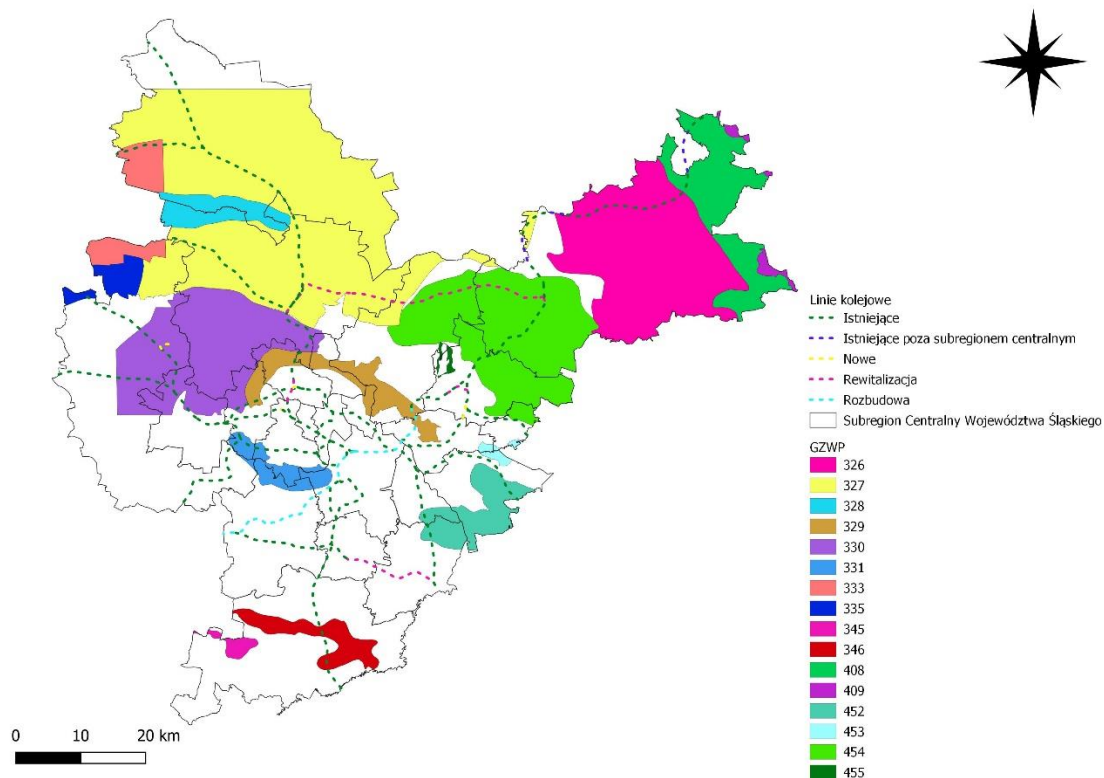 Linie kolejowe
Istniejące
Istniejące poza subregionem centralnym
Nowe
Rewitalizacja
Rozbudowa
Subregion Centralny Województwa Śląskiego
GZWP
326
327
328
329
330
331
333
335
345
346
408
409
452
453
454
455
0 10 20 km